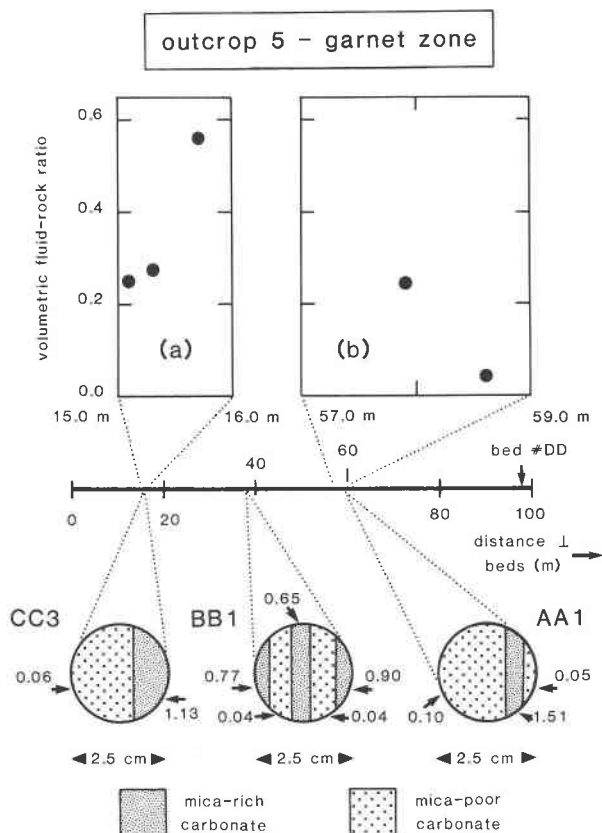 outcrop 5 – garnet zone
volumetric fluid-rock ratio
0.6
0.4
0.2
0.0
(a)
(b)
15.0 m
16.0 m
57.0 m
59.0 m
bed #DD
40
60
0
20
80
100
distance ⊥
beds (m)
CC3
BB1
AA1
0.06
1.13
0.65
0.77
0.90
0.04
0.04
0.10
0.05
1.51
2.5 cm
2.5 cm
2.5 cm
mica-rich
carbonate
mica-poor
carbonate